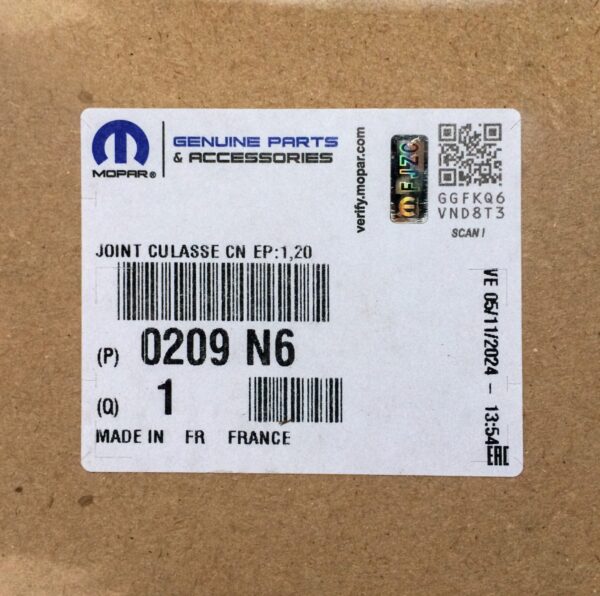 MOPAR®
GENUINE PARTS
& ACCESSORIES
verify.mopar.com
FJZC
GGFKQ6
VND8T3
SCAN!
JOINT CULASSE CN EP:1,20
(P) 0209 N6
(Q) 1
MADE IN FR FRANCE
VE 05/11/2024 - 13:54
EAC